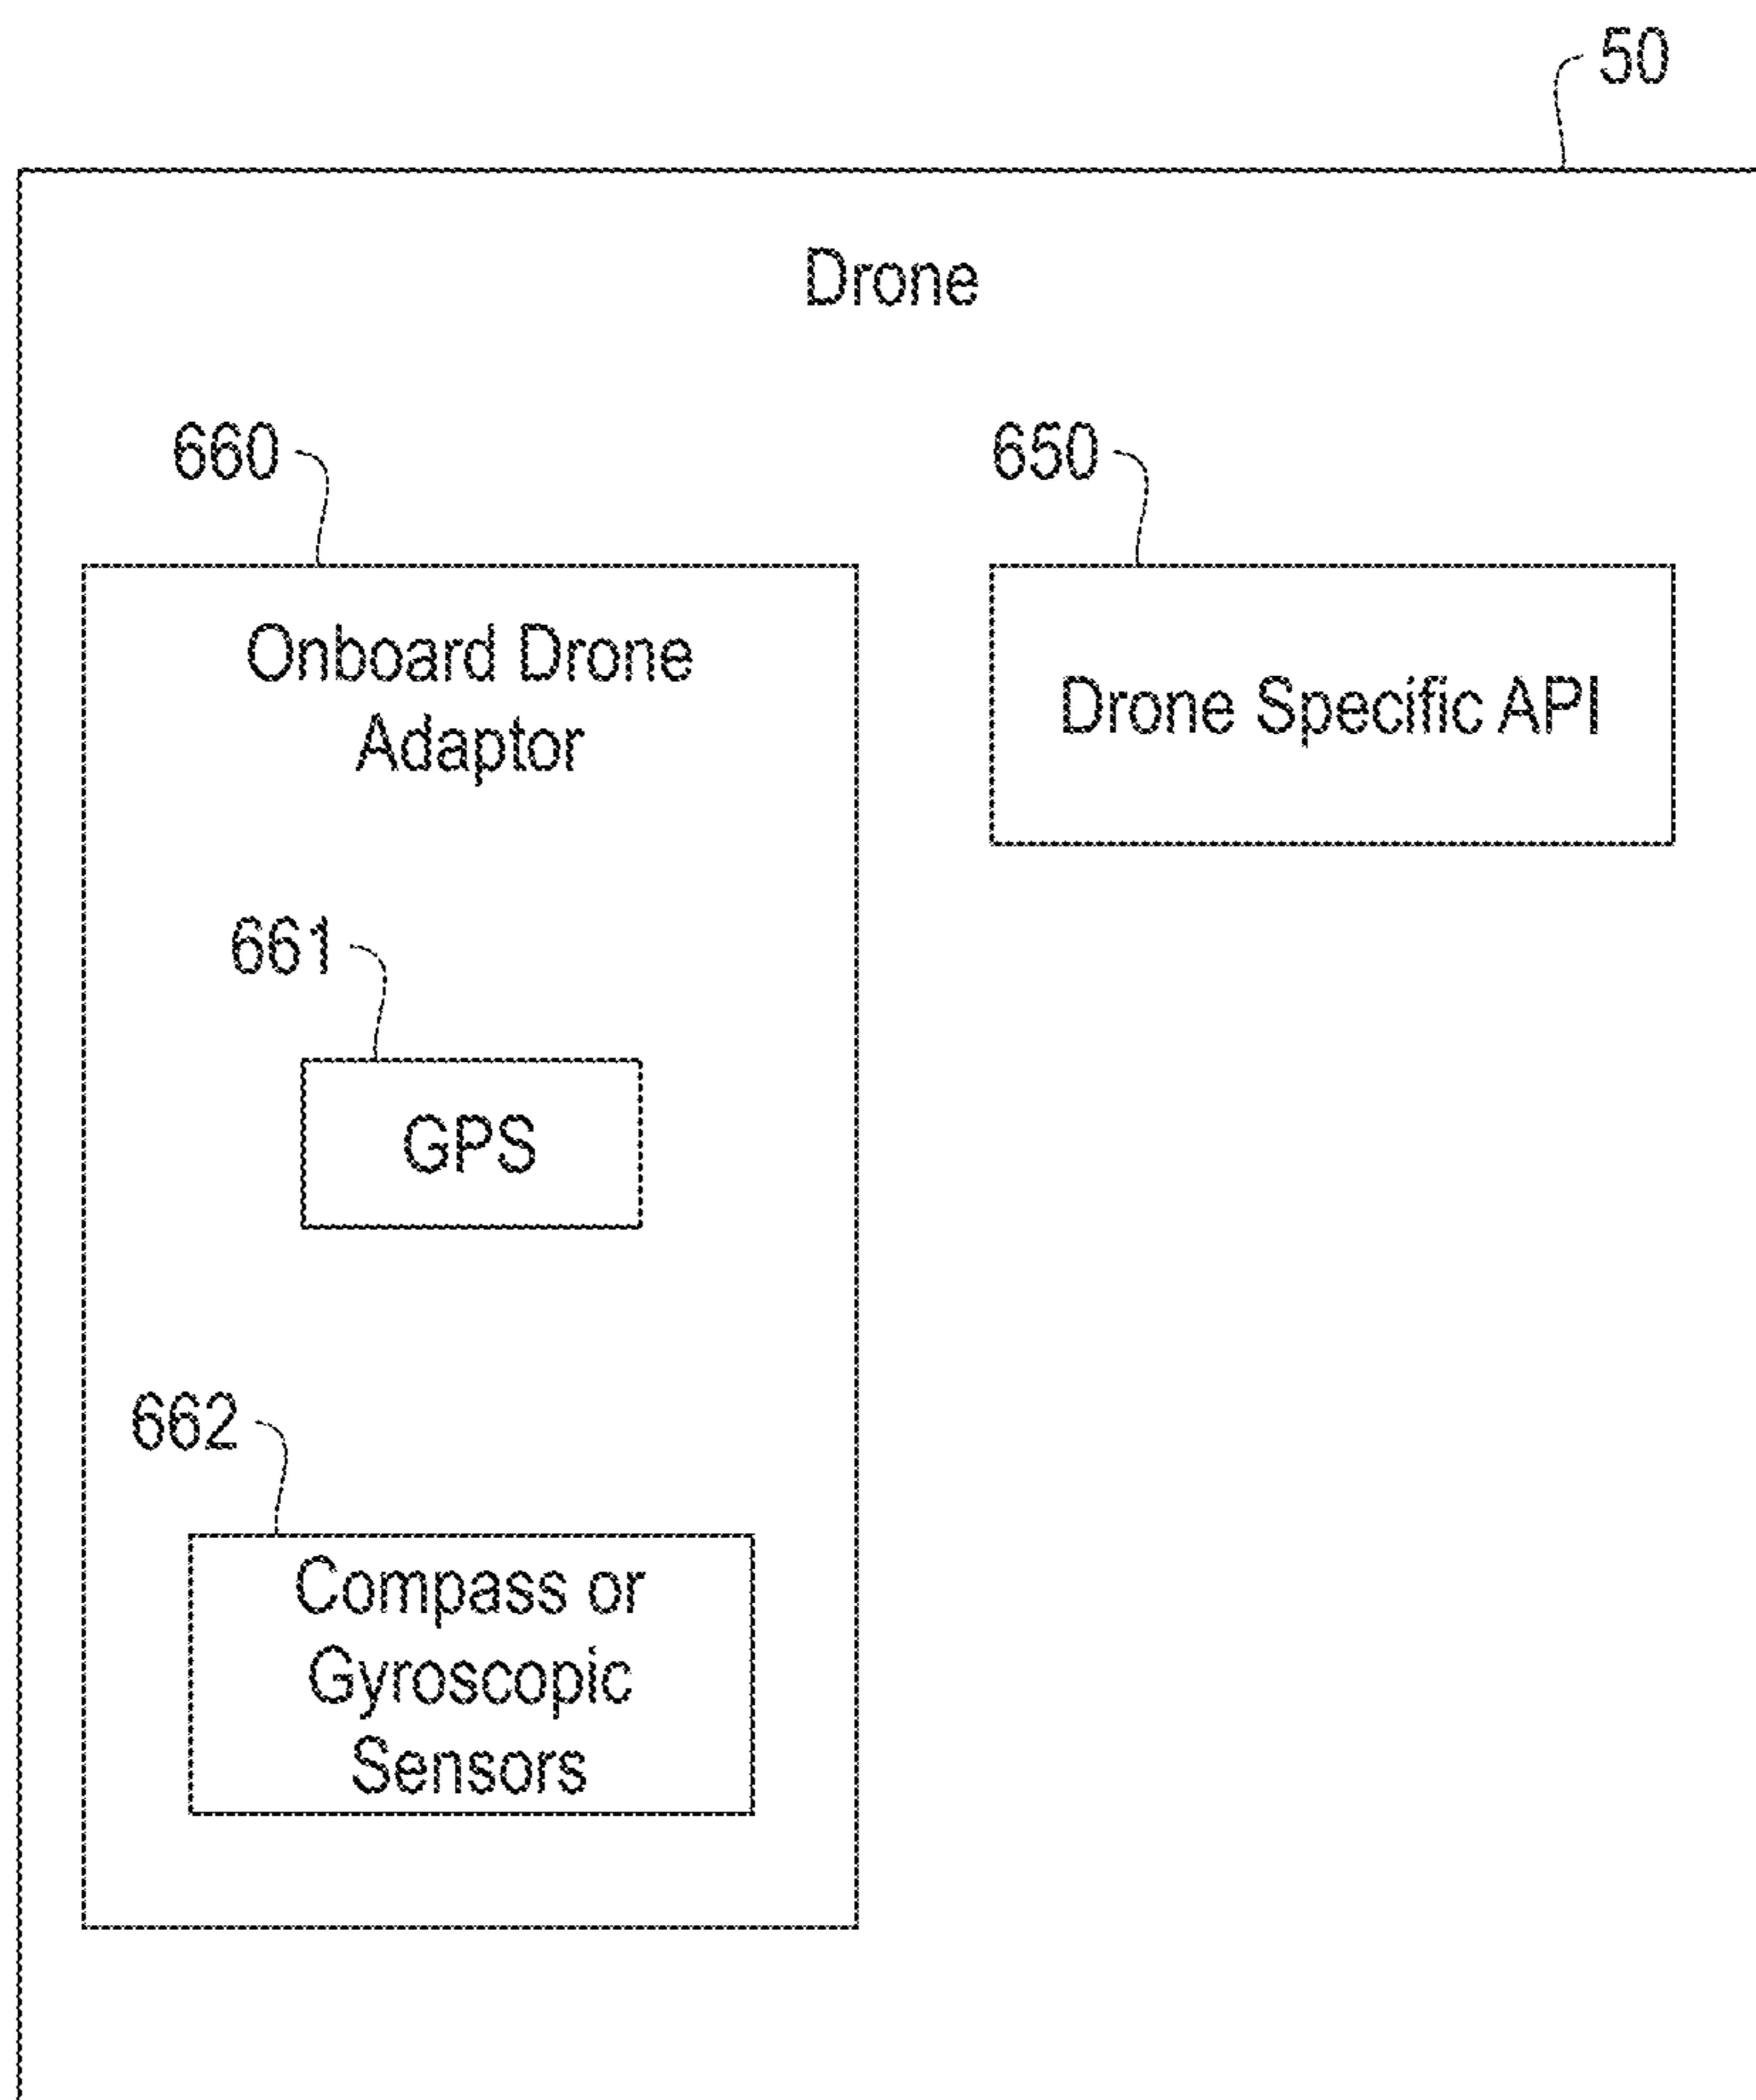 50
Drone
660
650
Onboard Drone
Adaptor
Drone Specific API
661
GPS
662
Compass or
Gyroscopic
Sensors